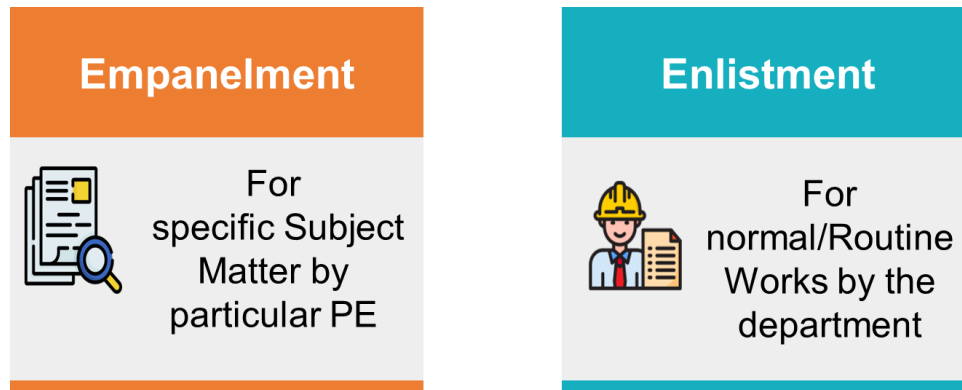 Empanelment
For
specific Subject
Matter by
particular PE
Enlistment
For
normal/Routine
Works by the
department